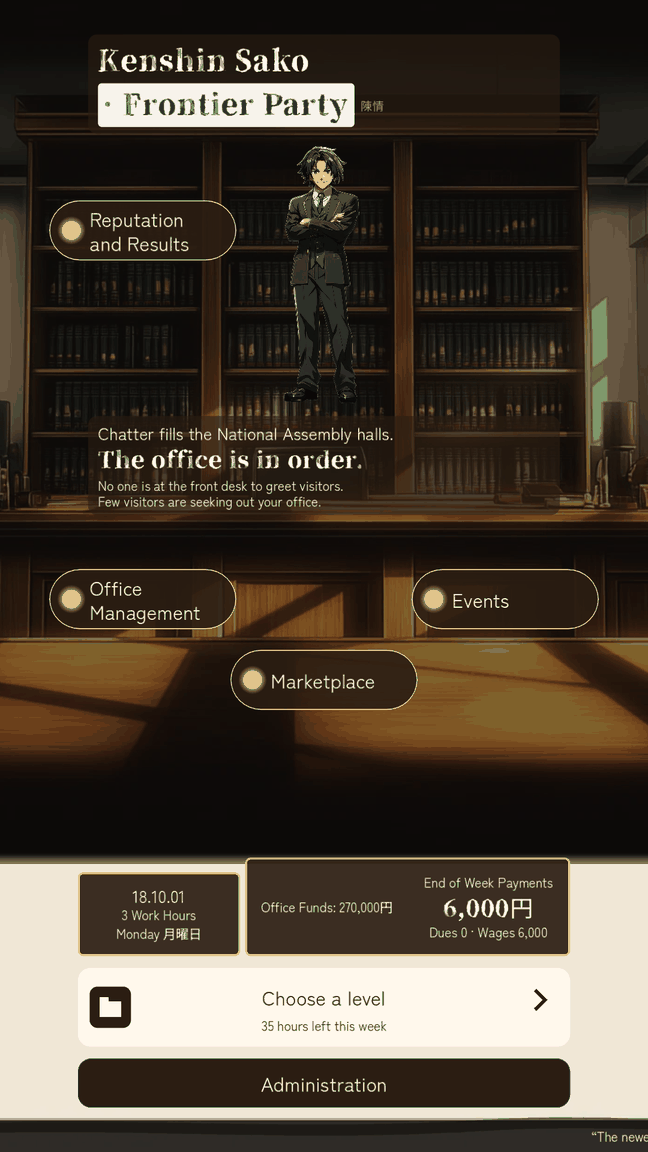 Kenshin Sako
· Frontier Party 陳情
Reputation
and Results
Chatter fills the National Assembly halls.
The office is in order.
No one is at the front desk to greet visitors.
Few visitors are seeking out your office.
Office
Management
Events
Marketplace
18.10.01
3 Work Hours
Monday 月曜日
Office Funds: 270,000円
End of Week Payments
6,000円
Dues 0 · Wages 6,000
Choose a level
35 hours left this week
Administration
“The newe